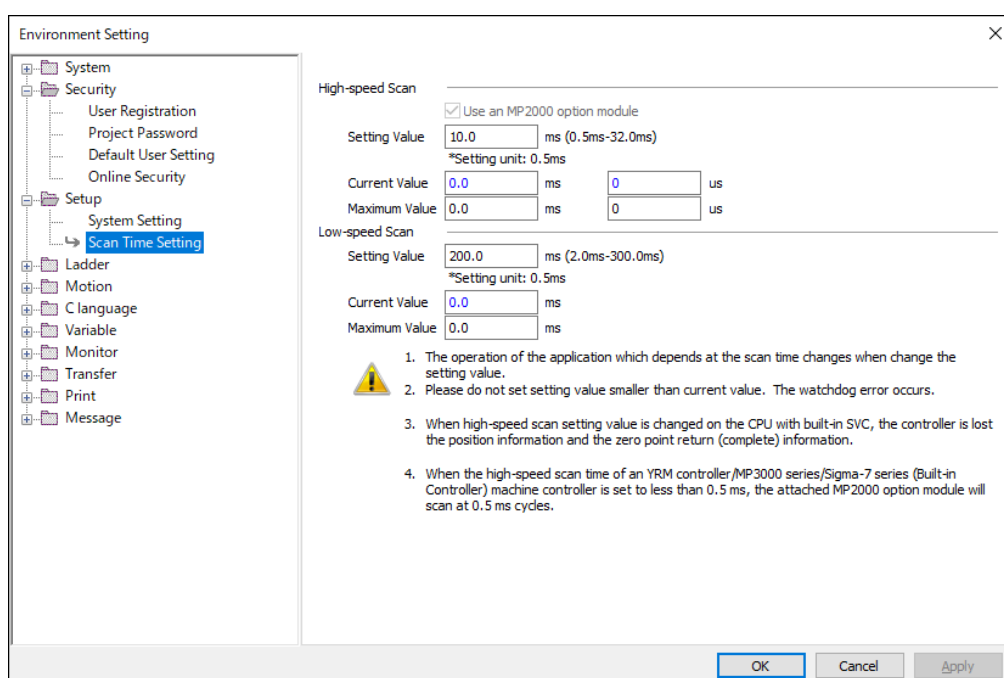 Environment Setting
System
Security
User Registration
Project Password
Default User Setting
Online Security
Setup
System Setting
Scan Time Setting
Ladder
Motion
C language
Variable
Monitor
Transfer
Print
Message
High-speed Scan
Use an MP2000 option module
Setting Value 10.0 ms (0.5ms-32.0ms)
*Setting unit: 0.5ms
Current Value 0.0 ms 0 us
Maximum Value 0.0 ms 0 us
Low-speed Scan
Setting Value 200.0 ms (2.0ms-300.0ms)
*Setting unit: 0.5ms
Current Value 0.0 ms
Maximum Value 0.0 ms
1. The operation of the application which depends at the scan time changes when change the
setting value.
2. Please do not set setting value smaller than current value. The watchdog error occurs.
3. When high-speed scan setting value is changed on the CPU with built-in SVC, the controller is lost
the position information and the zero point return (complete) information.
4. When the high-speed scan time of an YRM controller/MP3000 series/Sigma-7 series (Built-in
Controller) machine controller is set to less than 0.5 ms, the attached MP2000 option module will
scan at 0.5 ms cycles.
OK Cancel Apply